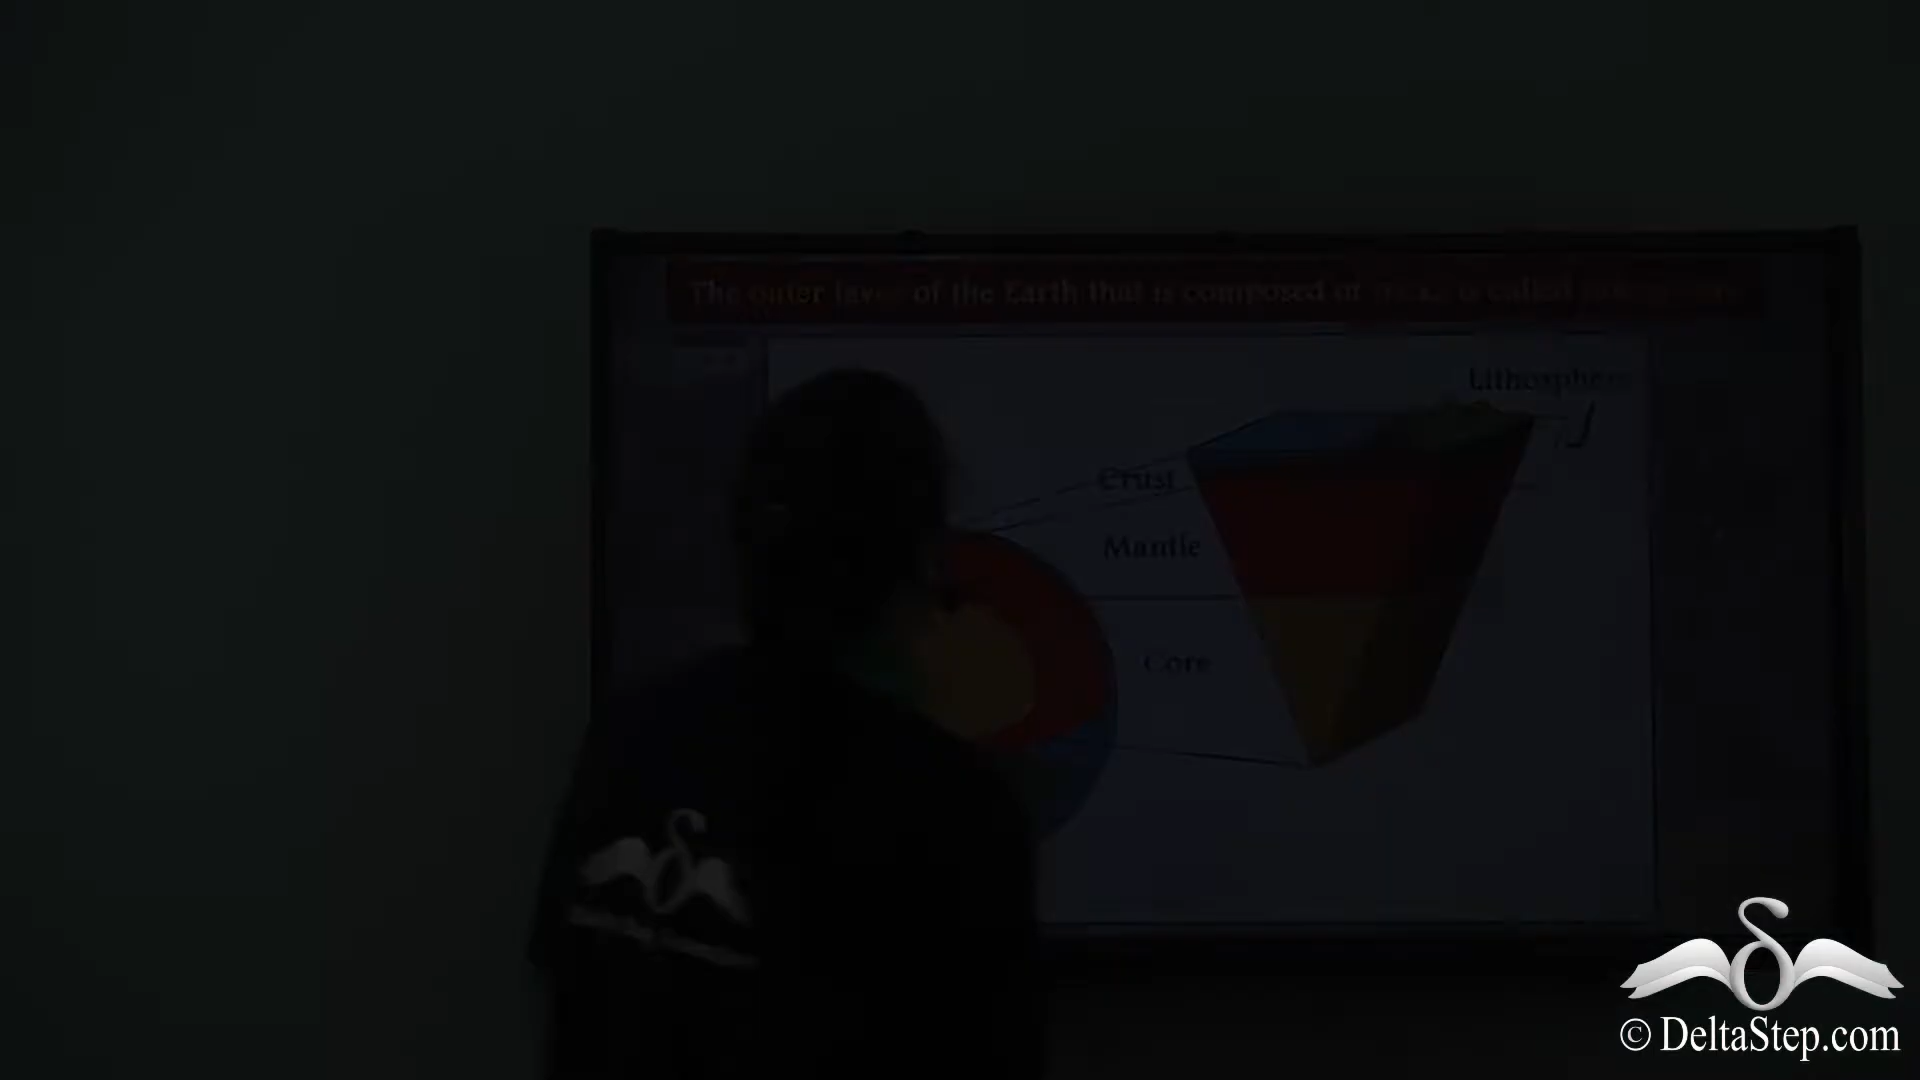 The outer layer of the Earth that is composed of rocks is called
Lithosphere
Crust
Mantle
Core
© DeltaStep.com